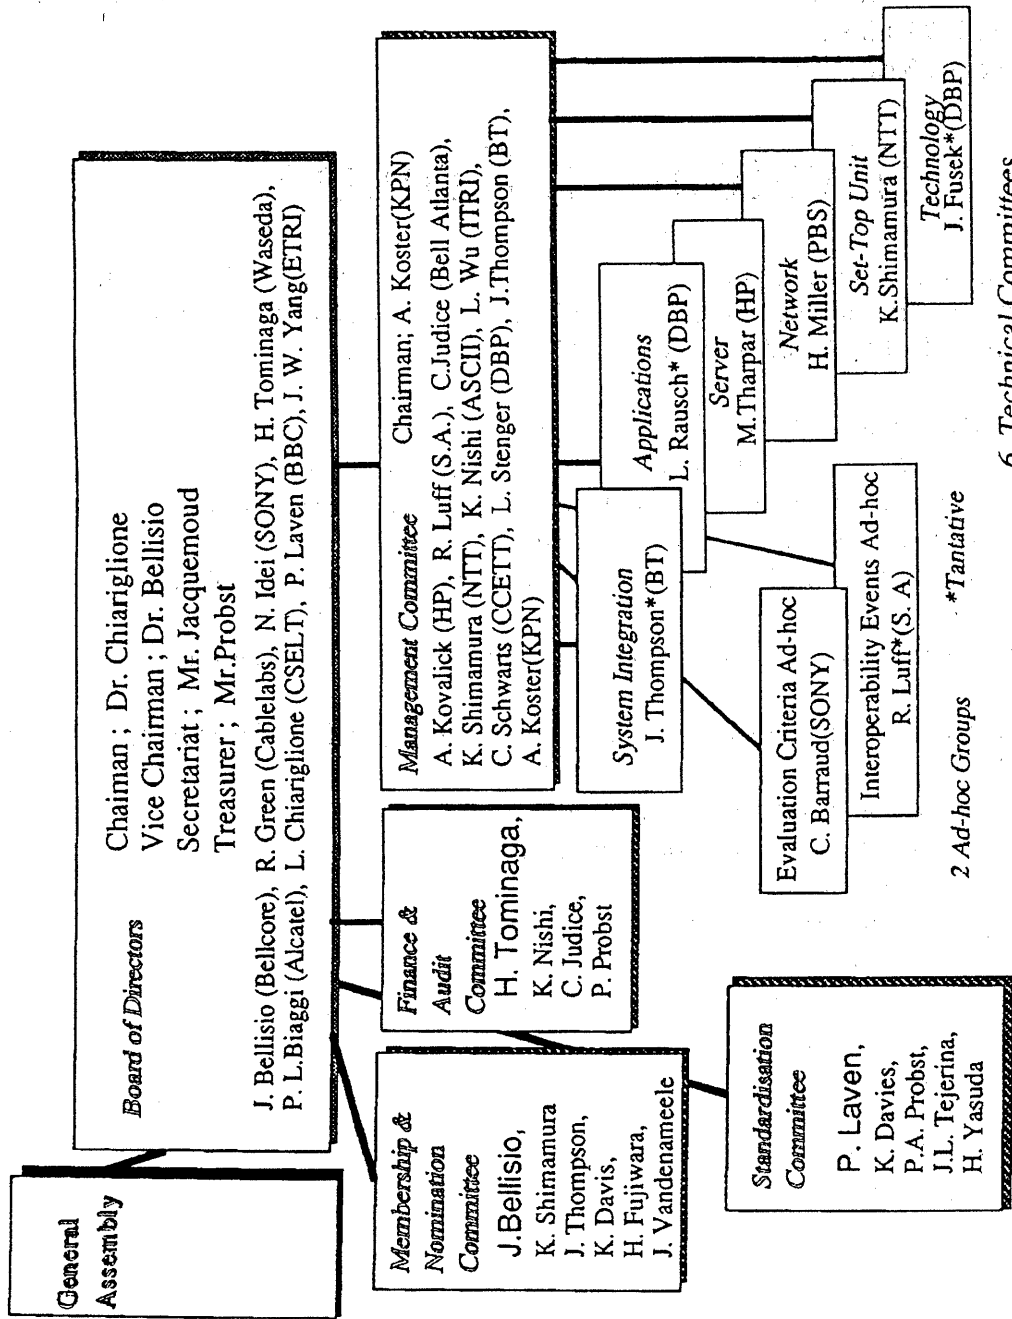 General
Assembly
Board of Directors
Chaiman ; Dr. Chiariglione
Vice Chairman ; Dr. Bellisio
Secretariat ; Mr. Jacquemoud
Treasurer ; Mr.Probst
J. Bellisio (Bellcore), R. Green (Cablelabs), N. Idei (SONY), H. Tominaga (Waseda),
P. L.Biaggi (Alcatel), L. Chiariglione (CSELT), P. Laven (BBC), J. W. Yang(ETRI)
Membership &
Nomination
Committee
J.Bellisio,
K. Shimamura
J. Thompson,
K. Davis,
H. Fujiwara,
J. Vandenameele
Finance &
Audit
Committee
H. Tominaga,
K. Nishi,
C. Judice,
P. Probst
Management Committee Chairman; A. Koster(KPN)
A. Kovalick (HP), R. Luff (S.A.), C.Judice (Bell Atlanta),
K. Shimamura (NTT), K. Nishi (ASCII), L. Wu (ITRI),
C. Schwarts (CCETT), L. Stenger (DBP), J.Thompson (BT),
A. Koster(KPN)
Standardisation
Committee
P. Laven,
K. Davies,
P.A. Probst,
J.L. Tejerina,
H. Yasuda
System Integration
J. Thompson*(BT)
Applications
L. Rausch* (DBP)
Server
M.Tharpar (HP)
Network
H. Miller (PBS)
Set-Top Unit
K.Shimamura (NTT)
Technology
J. Fusek*(DBP)
Evaluation Criteria Ad-hoc
C. Barraud(SONY)
Interoperability Events Ad-hoc
R. Luff*(S. A)
2 Ad-hoc Groups *Tantative
6 Technical Committees